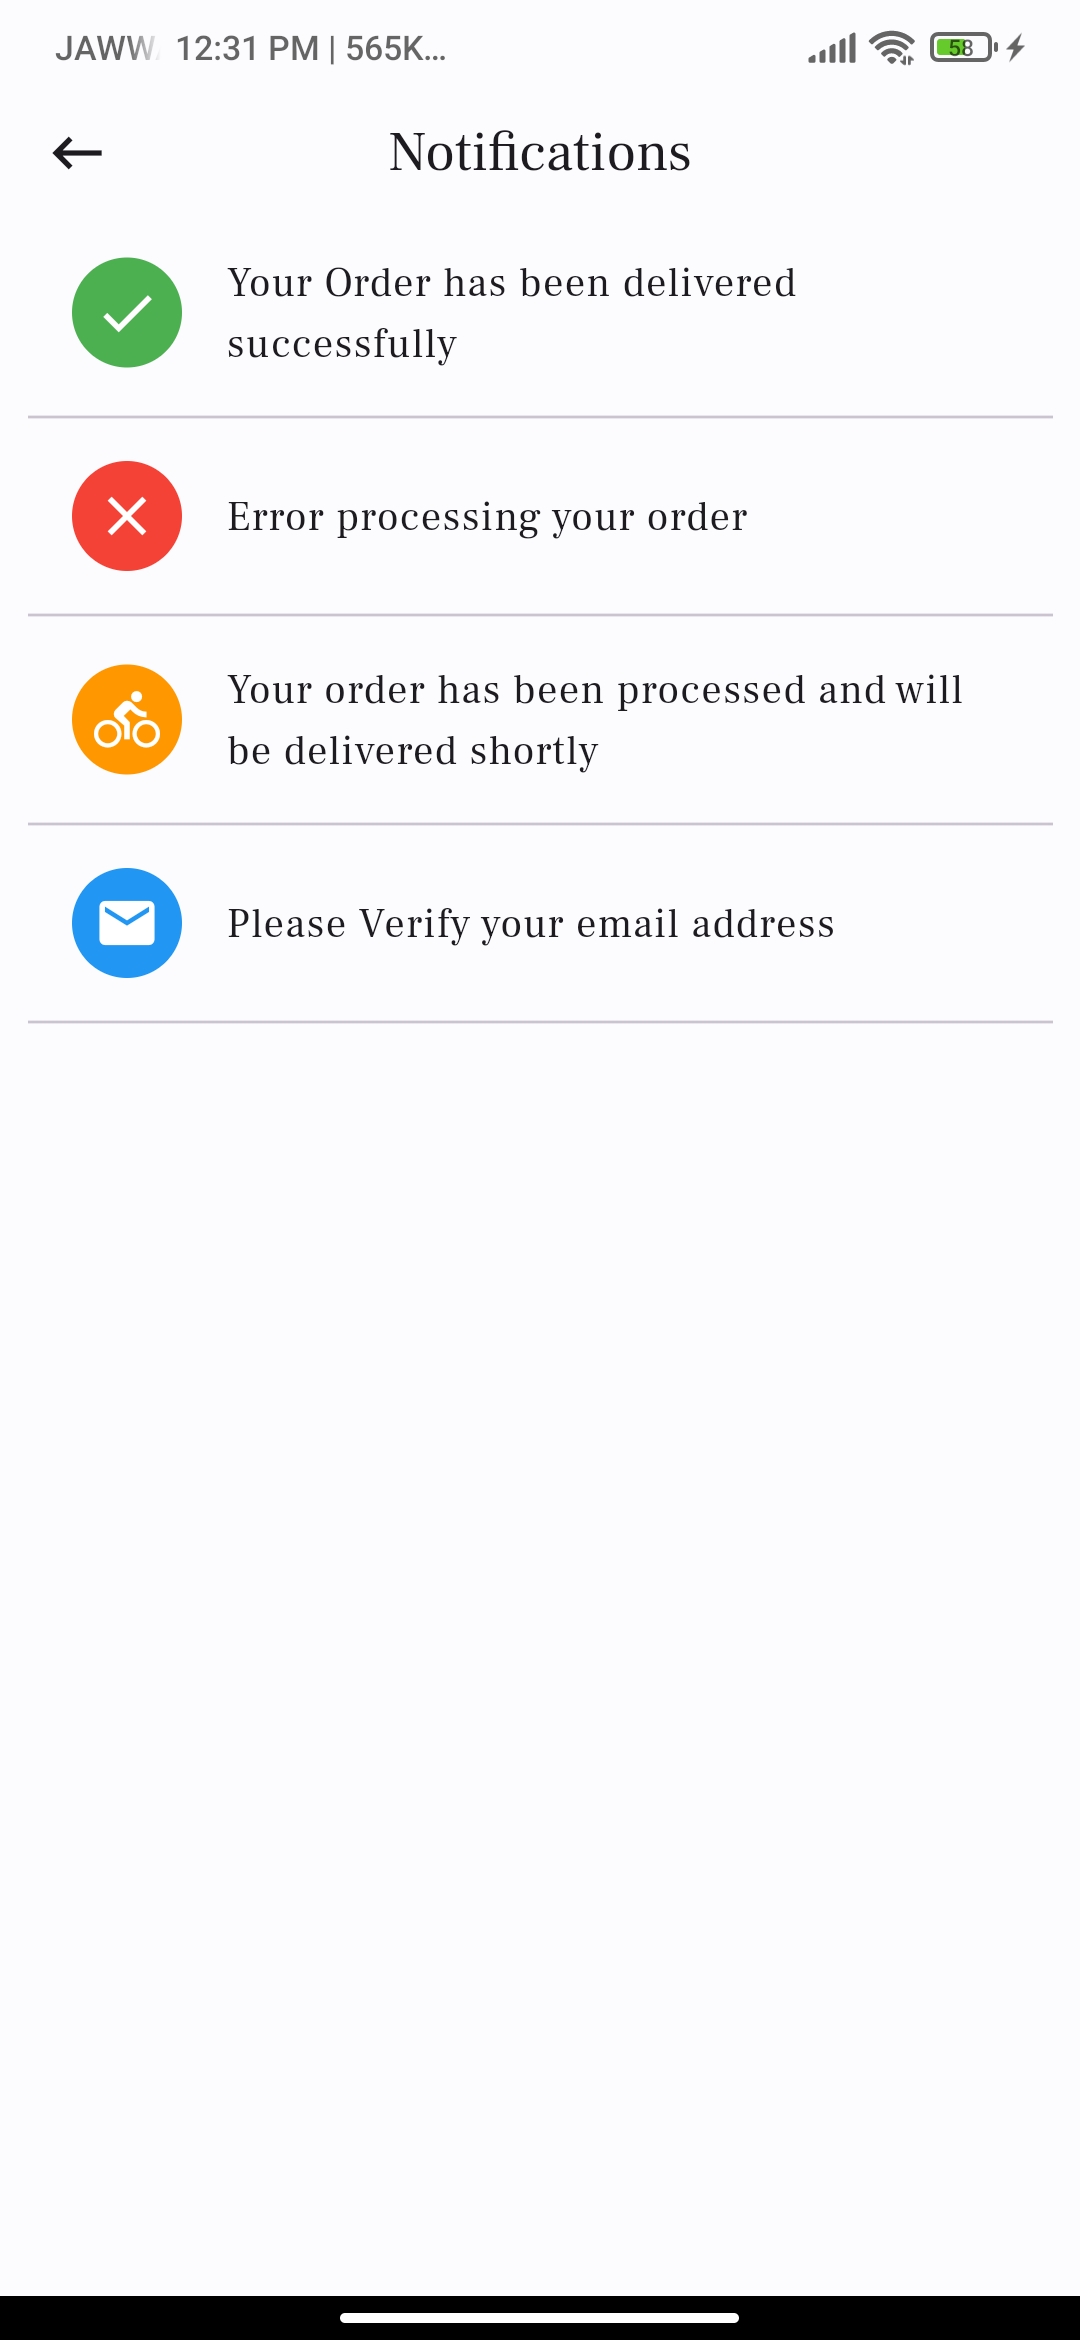 12:31 PM | 565K...
58
Notifications
Your Order has been delivered
successfully
Error processing your order
Your order has been processed and will
be delivered shortly
Please Verify your email address